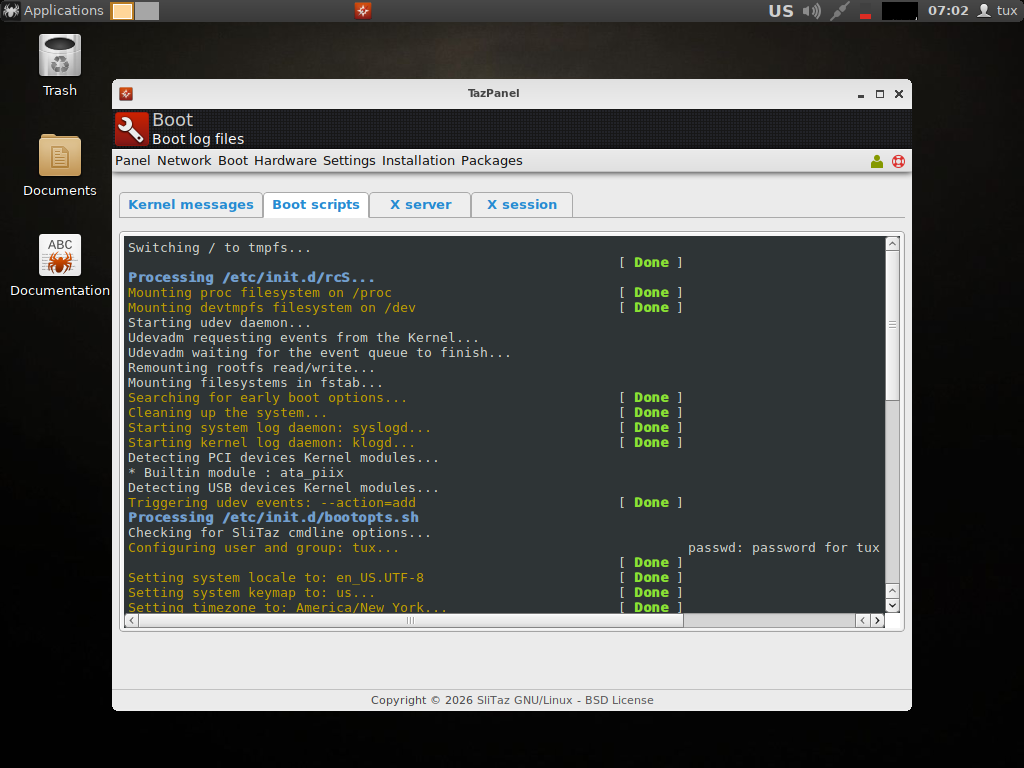 Applications
US
07:02
tux
Trash
Documents
ABC
Documentation
TazPanel
Boot
Boot log files
Panel Network Boot Hardware Settings Installation Packages
Kernel messages
Boot scripts
X server
X session
Switching / to tmpfs...
[ Done ]
Processing /etc/init.d/rcS...
Mounting proc filesystem on /proc [ Done ]
Mounting devtmpfs filesystem on /dev [ Done ]
Starting udev daemon...
Udevadm requesting events from the Kernel...
Udevadm waiting for the event queue to finish...
Remounting rootfs read/write...
Mounting filesystems in fstab...
Searching for early boot options... [ Done ]
Cleaning up the system... [ Done ]
Starting system log daemon: syslogd... [ Done ]
Starting kernel log daemon: klogd... [ Done ]
Detecting PCI devices Kernel modules...
* Builtin module : ata_piix
Detecting USB devices Kernel modules...
Triggering udev events: --action=add [ Done ]
Processing /etc/init.d/bootopts.sh
Checking for SliTaz cmdline options...
Configuring user and group: tux... passwd: password for tux
[ Done ]
Setting system locale to: en_US.UTF-8 [ Done ]
Setting system keymap to: us... [ Done ]
Setting timezone to: America/New York... [ Done ]
Copyright © 2026 SliTaz GNU/Linux - BSD License